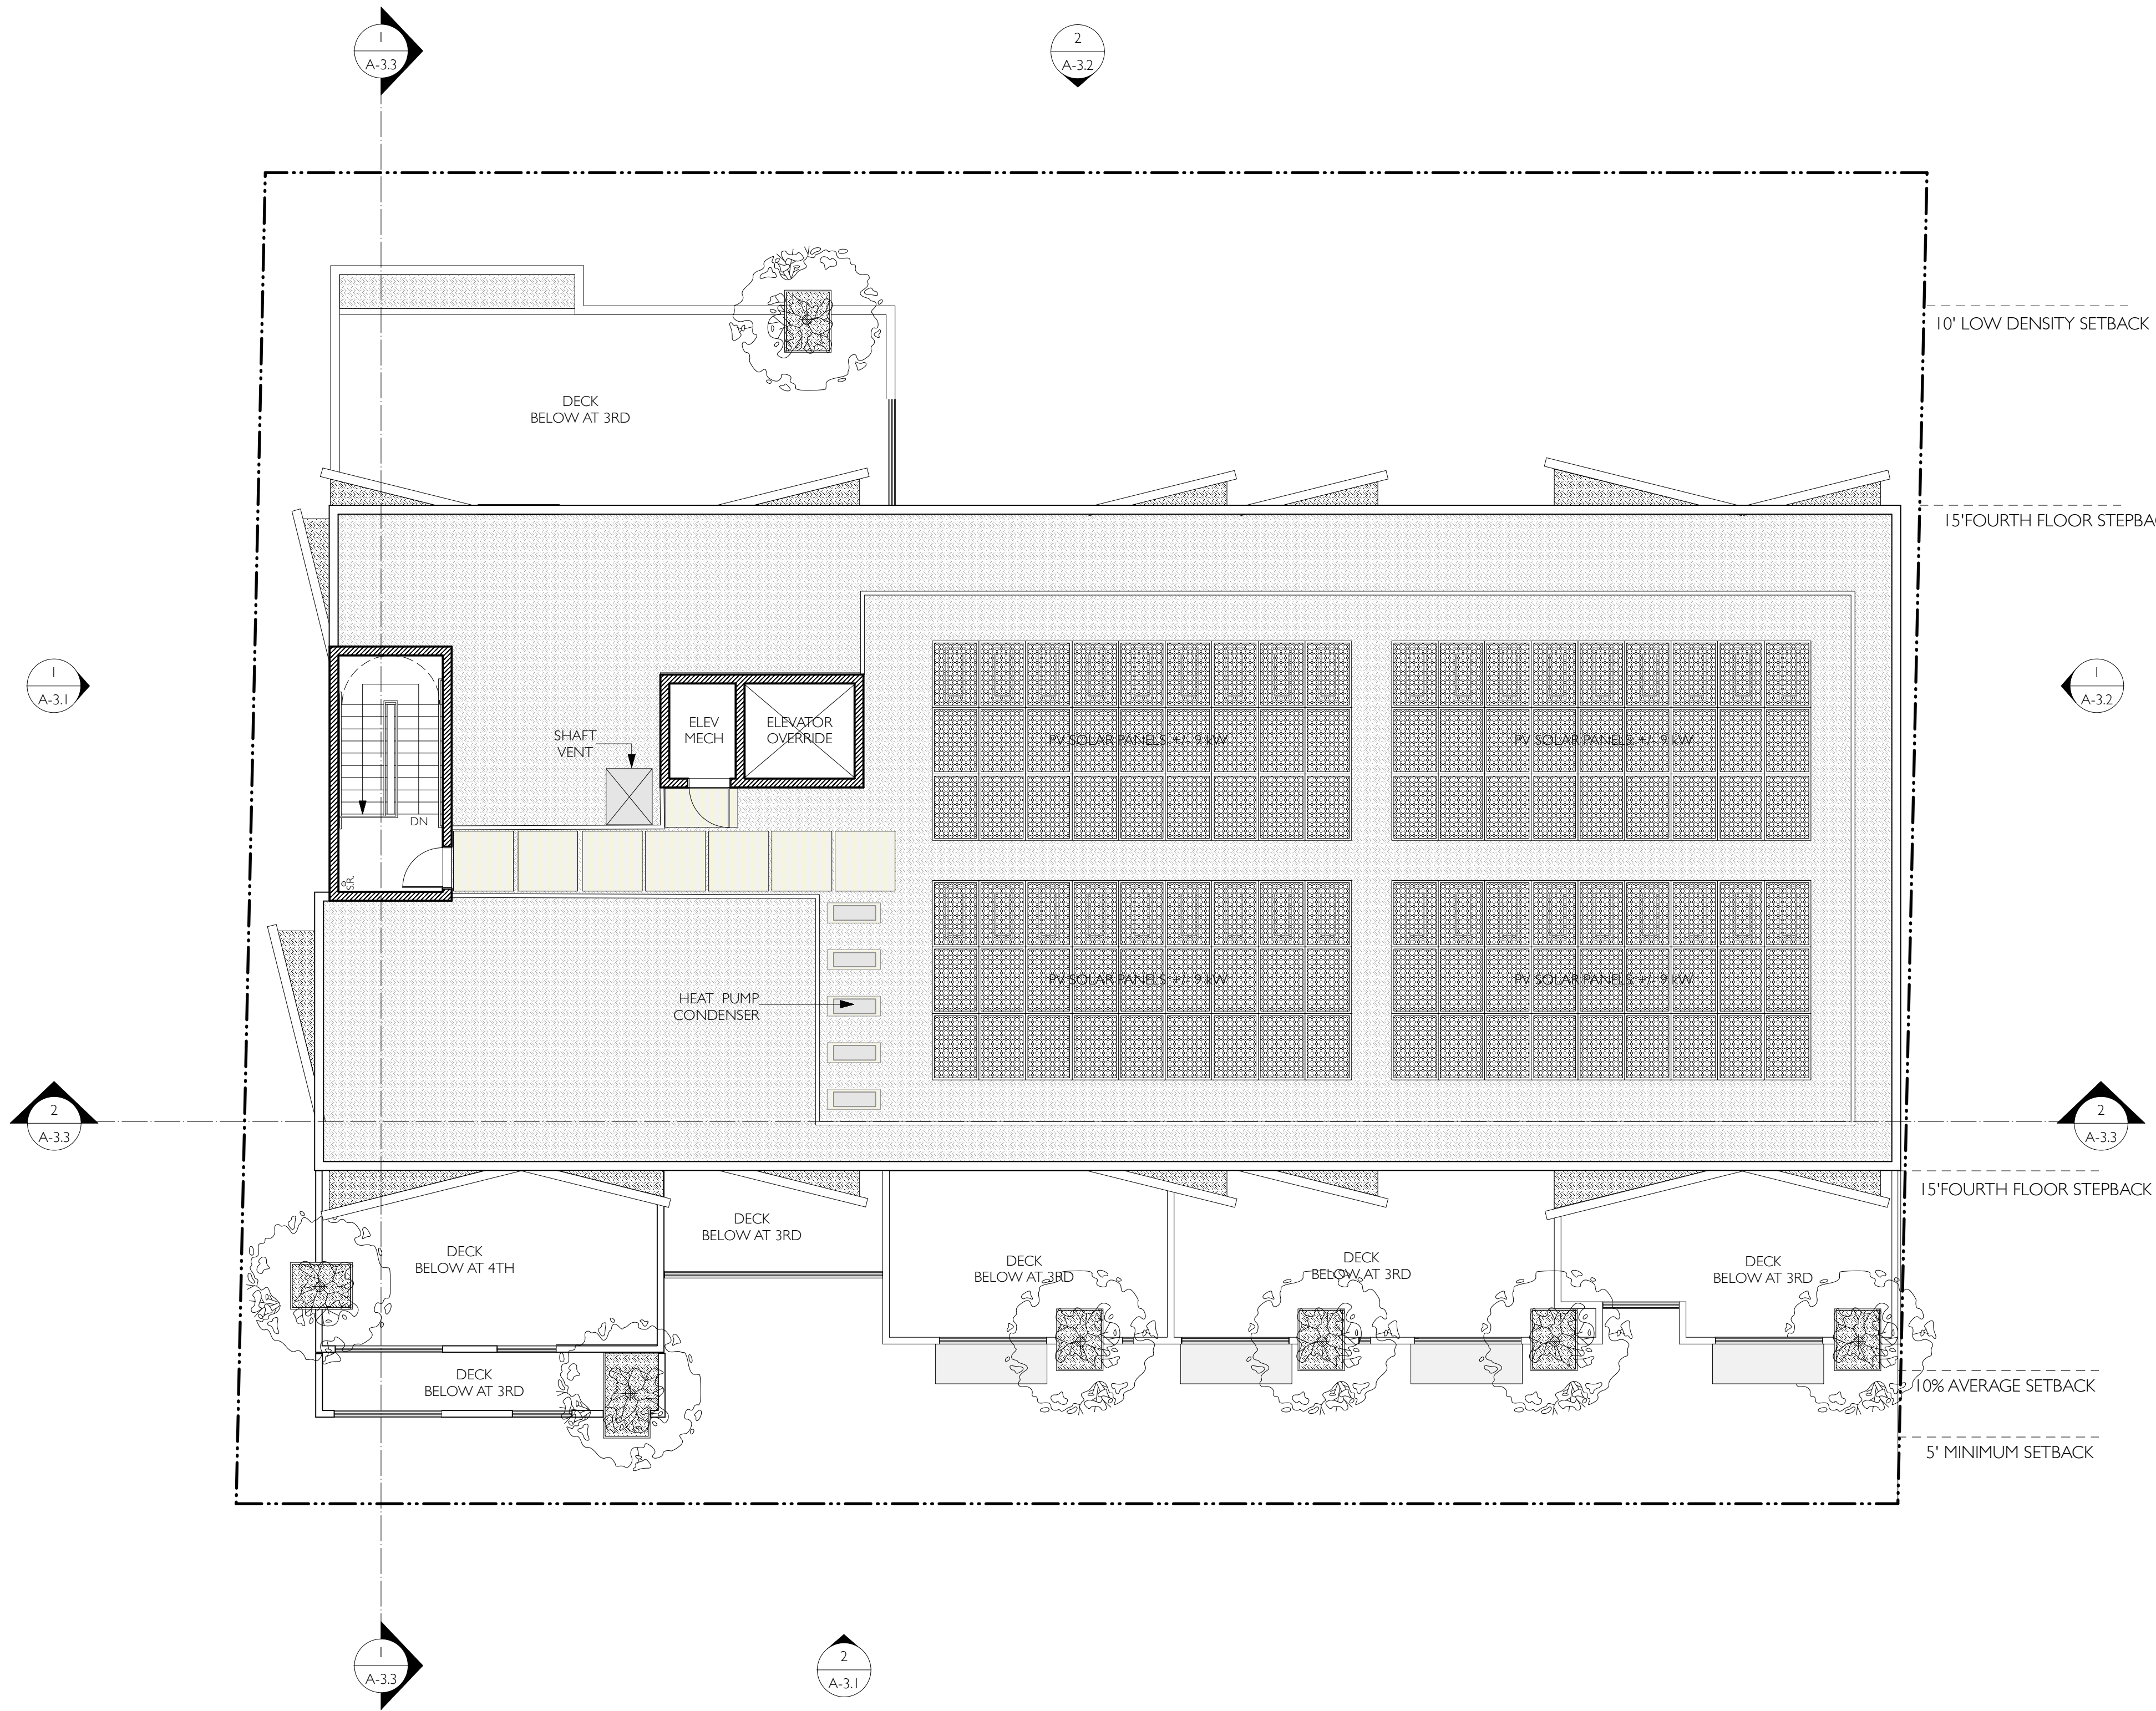 1
A-3.3
2
A-3.2
10' LOW DENSITY SETBACK
DECK
BELOW AT 3RD
15'FOURTH FLOOR STEPBA
1
A-3.1
1
A-3.2
ELEV
MECH
ELEVATOR
OVERRIDE
SHAFT
VENT
PV SOLAR PANELS: +/- 9 kW
PV SOLAR PANELS: +/- 9 kW
DN
S.R.
PV SOLAR PANELS: +/- 9 kW
PV SOLAR PANELS: +/- 9 kW
HEAT PUMP
CONDENSER
2
A-3.3
2
A-3.3
15'FOURTH FLOOR STEPBACK
DECK
BELOW AT 4TH
DECK
BELOW AT 3RD
DECK
BELOW AT 3RD
DECK
BELOW AT 3RD
DECK
BELOW AT 3RD
DECK
BELOW AT 3RD
10% AVERAGE SETBACK
5' MINIMUM SETBACK
1
A-3.3
2
A-3.1